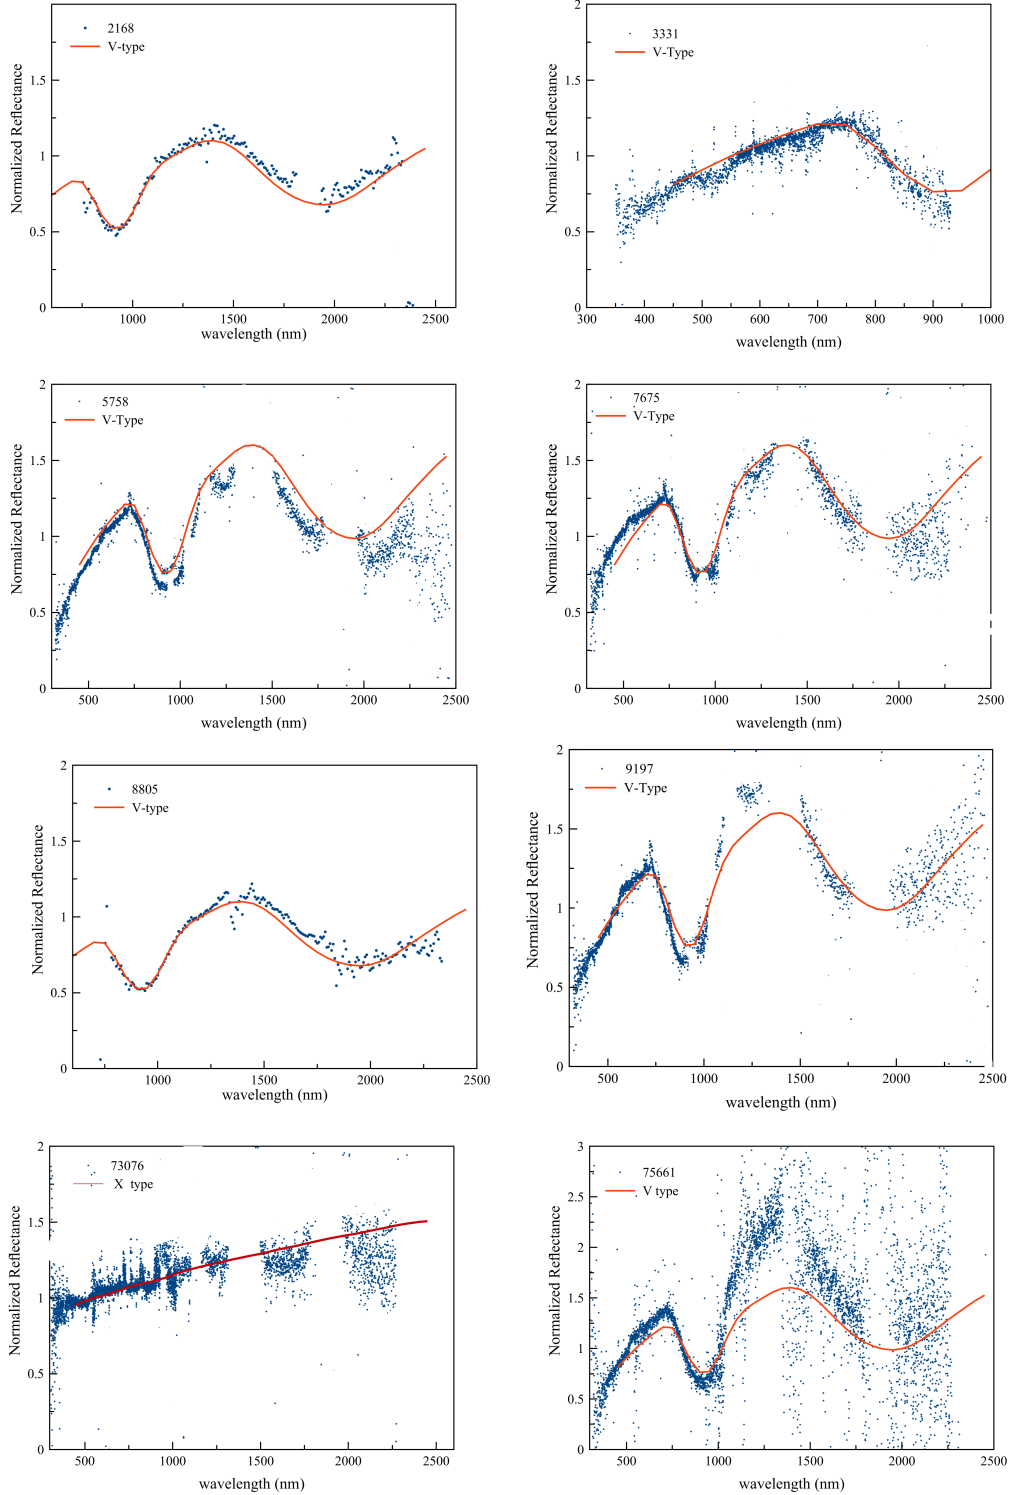 2168
V-type
2
1.5
1
0.5
0
Normalized Reflectance
1000 1500 2000 2500
wavelength (nm)
3331
V-Type
2
1.5
1
0.5
0
Normalized Reflectance
300 400 500 600 700 800 900 1000
wavelength (nm)
5758
V-Type
2
1.5
1
0.5
0
Normalized Reflectance
500 1000 1500 2000 2500
wavelength (nm)
7675
V-Type
2
1.5
1
0.5
0
Normalized Reflectance
500 1000 1500 2000 2500
wavelength (nm)
8805
V-type
2
1.5
1
0.5
0
Normalized Reflectance
1000 1500 2000 2500
wavelength (nm)
9197
V-Type
2
1.5
1
0.5
0
Normalized Reflectance
500 1000 1500 2000 2500
wavelength (nm)
73076
X type
2
1.5
1
0.5
0
Normalized Reflectance
500 1000 1500 2000 2500
wavelength (nm)
75661
V type
3
2.5
2
1.5
1
0.5
0
Normalized Reflectance
500 1000 1500 2000 2500
wavelength (nm)